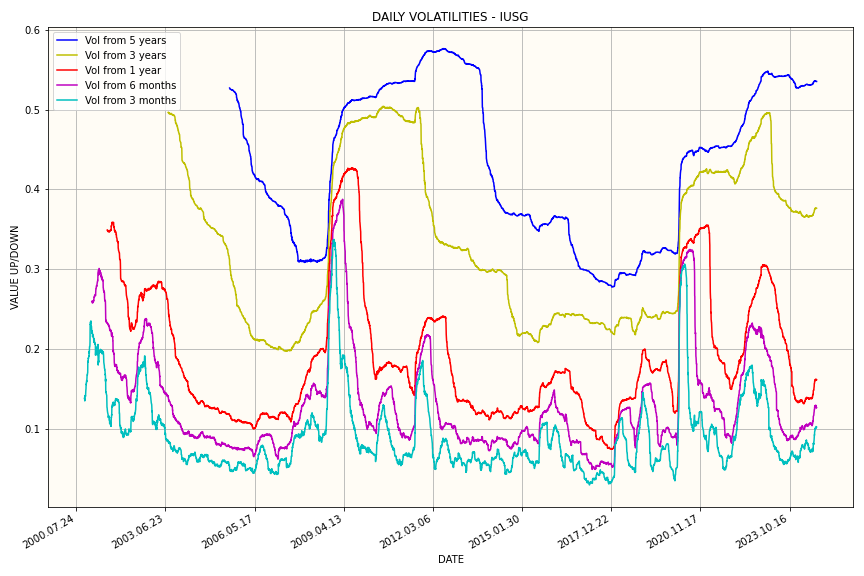 DAILY VOLATILITIES - IUSG
Vol from 5 years
Vol from 3 years
Vol from 1 year
Vol from 6 months
Vol from 3 months
VALUE UP/DOWN
0.6
0.5
0.4
0.3
0.2
0.1
2000.07.24
2003.06.23
2006.05.17
2009.04.13
2012.03.06
2015.01.30
2017.12.22
2020.11.17
2023.10.16
DATE